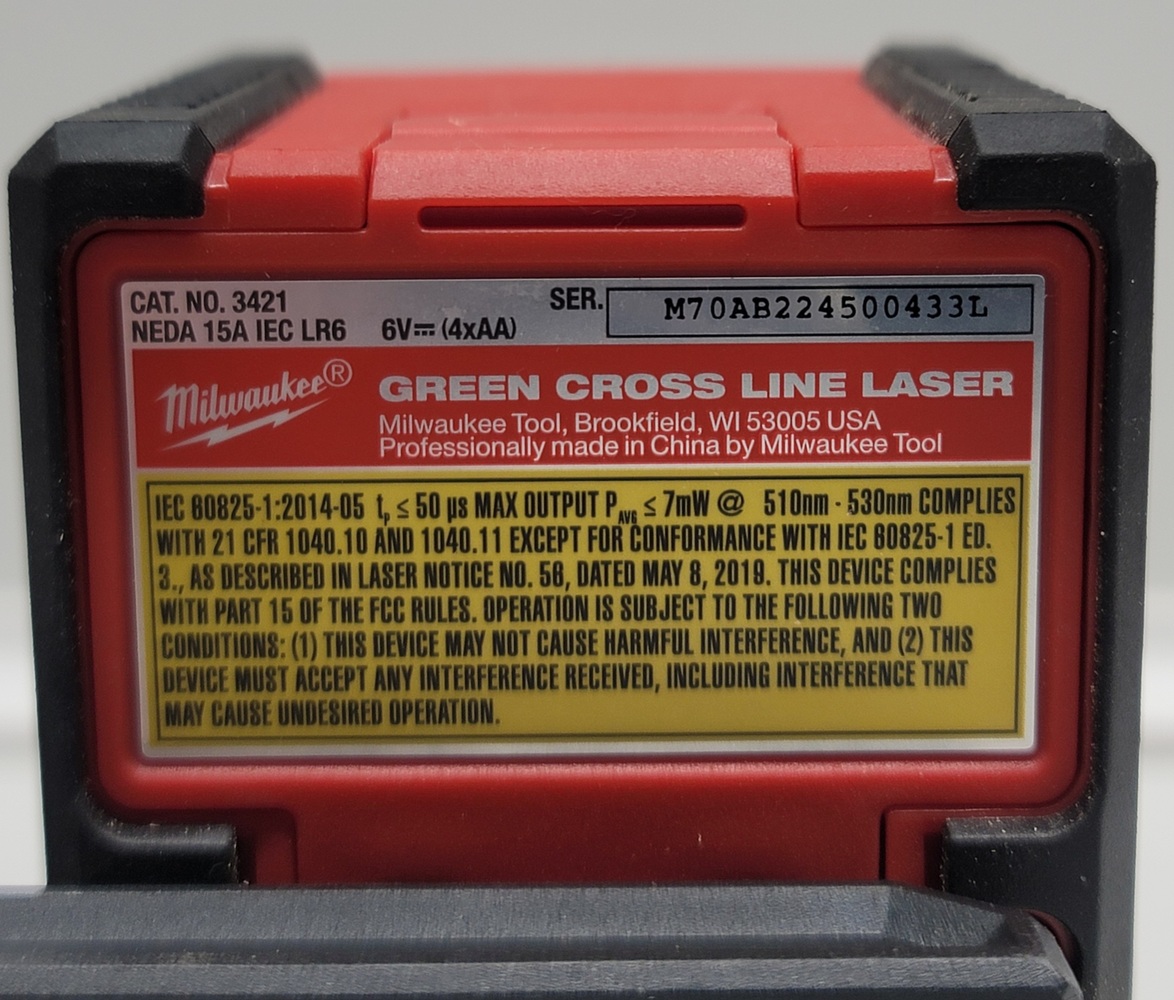 CAT. NO. 3421
SER. M70AB224500433L
NEDA 15A IEC LR6 6V⎓ (4xAA)
Milwaukee®
GREEN CROSS LINE LASER
Milwaukee Tool, Brookfield, WI 53005 USA
Professionally made in China by Milwaukee Tool
IEC 60825-1:2014-05 tp ≤ 50 µs MAX OUTPUT PAVG ≤ 7mW @ 510nm - 530nm COMPLIES
WITH 21 CFR 1040.10 AND 1040.11 EXCEPT FOR CONFORMANCE WITH IEC 60825-1 ED.
3., AS DESCRIBED IN LASER NOTICE NO. 56, DATED MAY 8, 2019. THIS DEVICE COMPLIES
WITH PART 15 OF THE FCC RULES. OPERATION IS SUBJECT TO THE FOLLOWING TWO
CONDITIONS: (1) THIS DEVICE MAY NOT CAUSE HARMFUL INTERFERENCE, AND (2) THIS
DEVICE MUST ACCEPT ANY INTERFERENCE RECEIVED, INCLUDING INTERFERENCE THAT
MAY CAUSE UNDESIRED OPERATION.